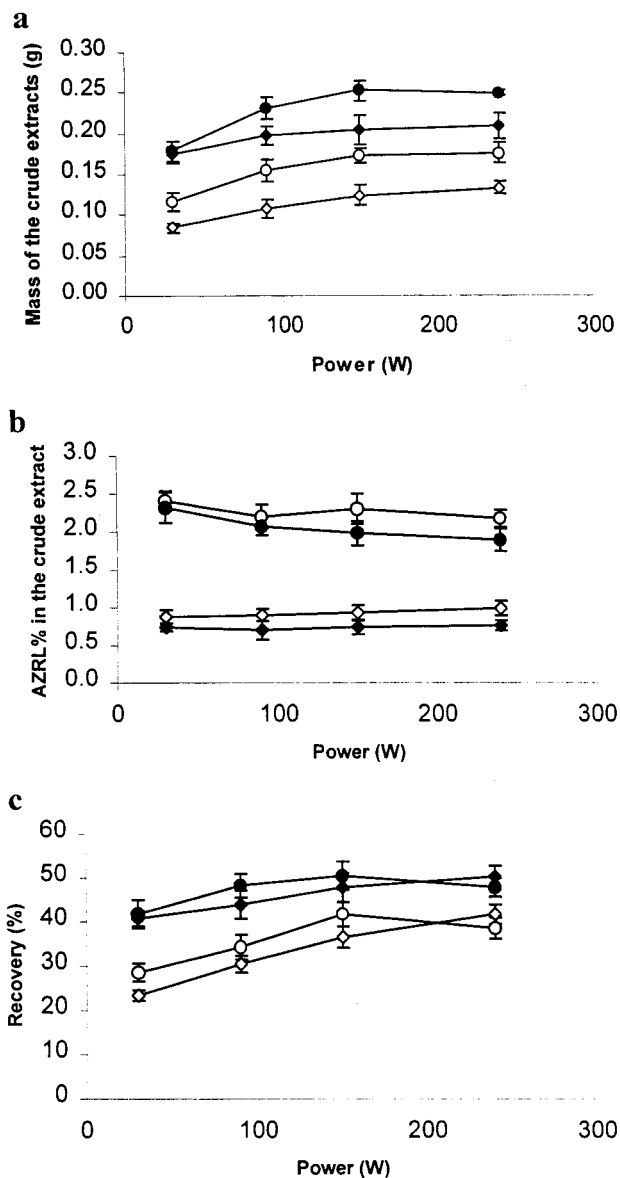 a
Mass of the crude extracts (g)
0.30
0.25
0.20
0.15
0.10
0.05
0.00
0 100 200 300
Power (W)
b
AZRL% in the crude extract
3.0
2.5
2.0
1.5
1.0
0.5
0.0
0 100 200 300
Power (W)
c
Recovery (%)
60
50
40
30
20
10
0
0 100 200 300
Power (W)